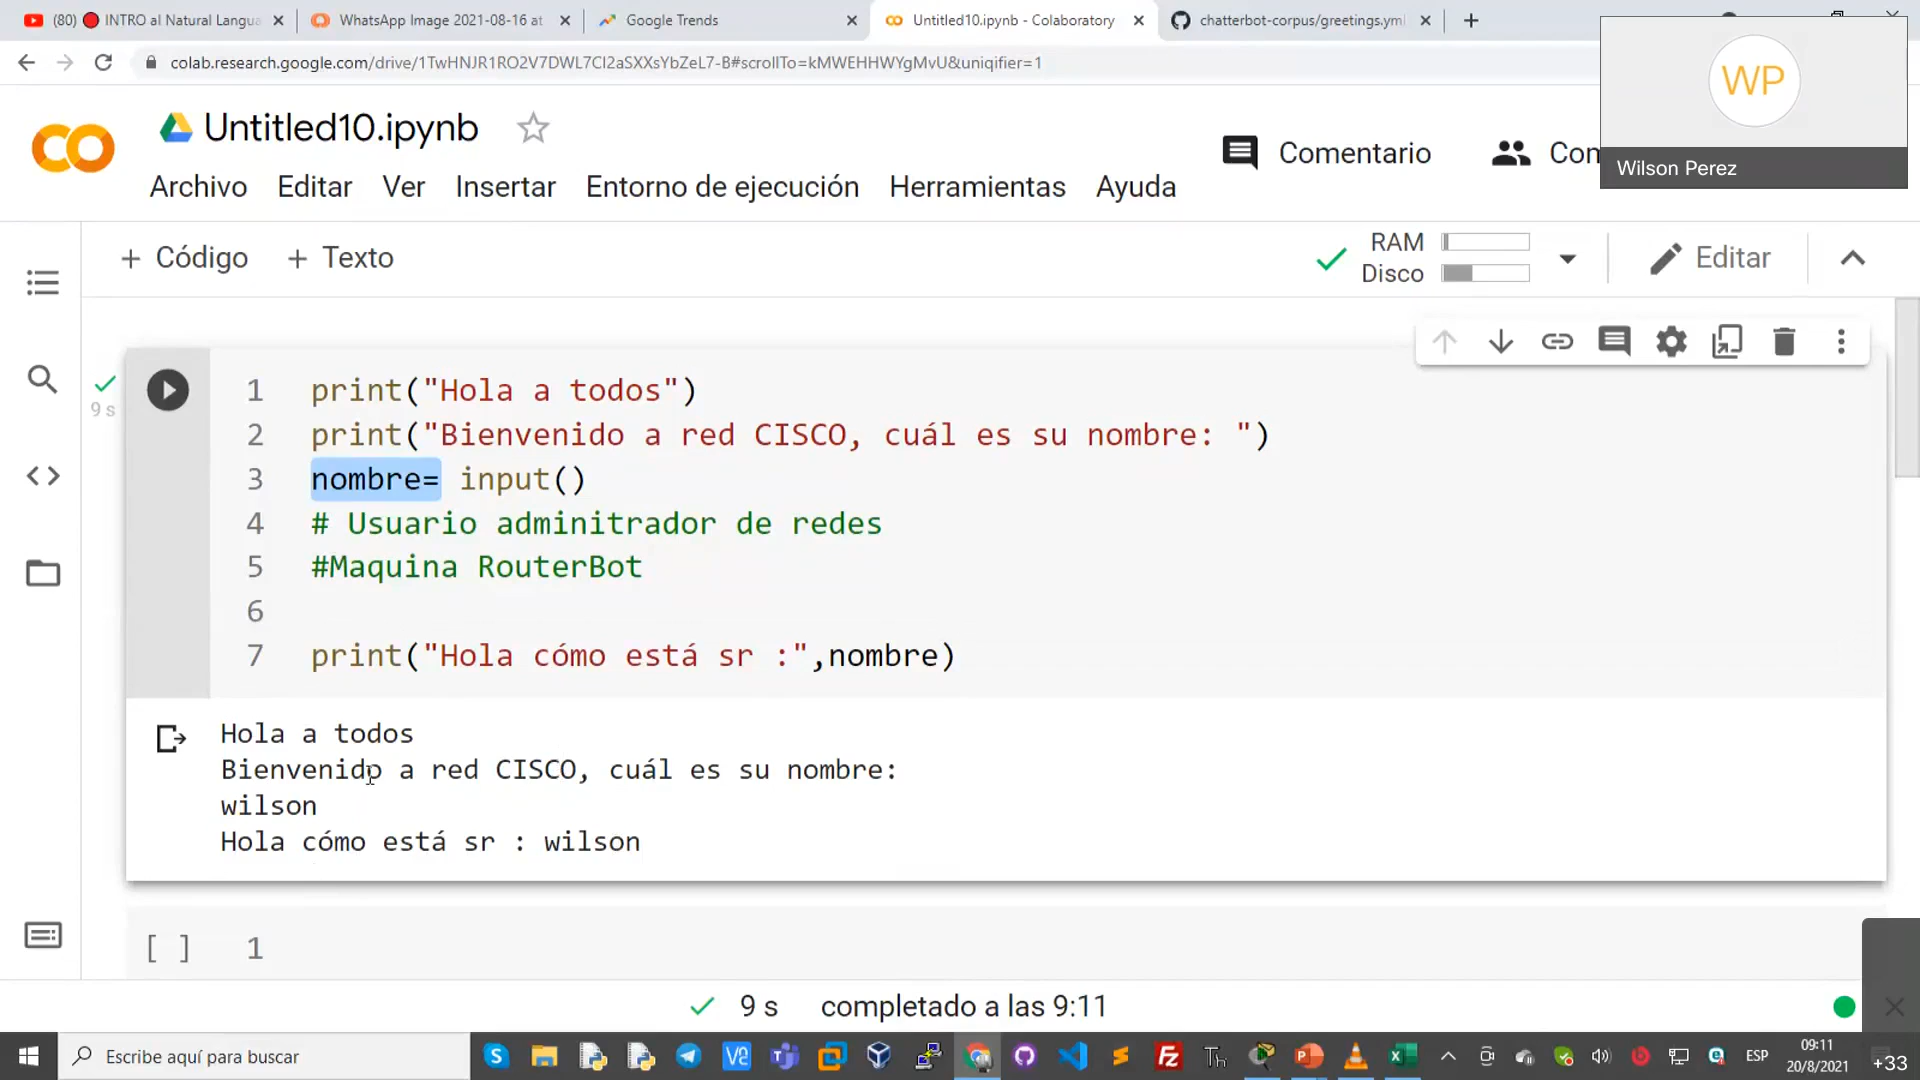 (80) 🔴 INTRO al Natural Langua
WhatsApp Image 2021-08-16 at
Google Trends
Untitled10.ipynb - Colaboratory
chatterbot-corpus/greetings.yml
colab.research.google.com/drive/1TwHNJR1RO2V7DWL7Cl2aSXXsYbZeL7-B#scrollTo=kMWEHHWYgMvU&uniqifier=1
WP
Wilson Perez
Untitled10.ipynb
Comentario
Archivo Editar Ver Insertar Entorno de ejecución Herramientas Ayuda
+ Código + Texto
RAM
Disco
Editar
9 s
1 print("Hola a todos")
2 print("Bienvenido a red CISCO, cuál es su nombre: ")
3 nombre= input()
4 # Usuario adminitrador de redes
5 #Maquina RouterBot
6
7 print("Hola cómo está sr :",nombre)
Hola a todos
Bienvenido a red CISCO, cuál es su nombre:
wilson
Hola cómo está sr : wilson
[ ] 1
9 s completado a las 9:11
Escribe aquí para buscar
ESP
09:11
20/8/2021
+33